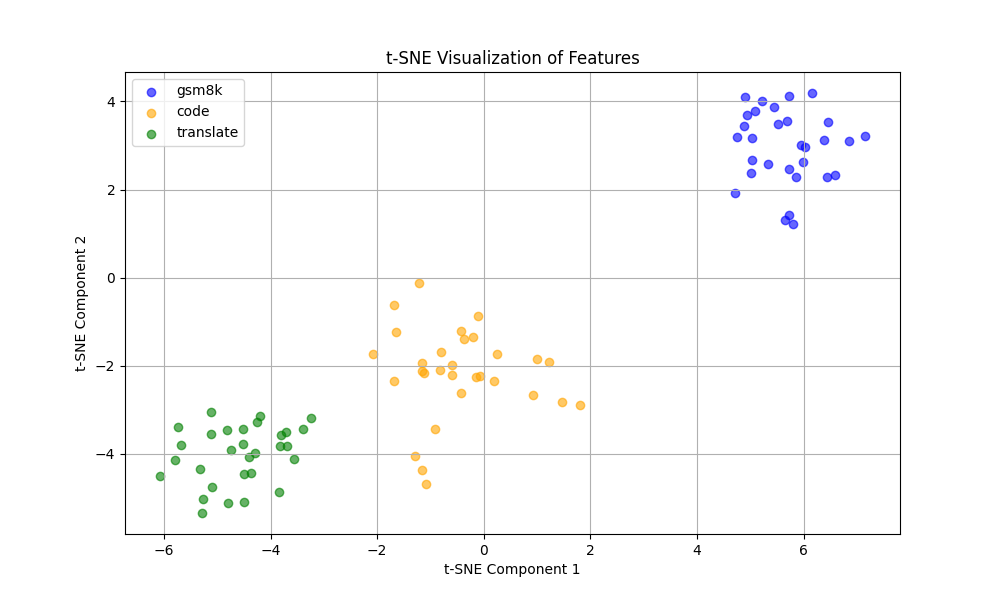 t-SNE Visualization of Features
gsm8k
code
translate
4
2
0
−2
−4
t-SNE Component 2
−6
−4
−2
0
2
4
6
t-SNE Component 1